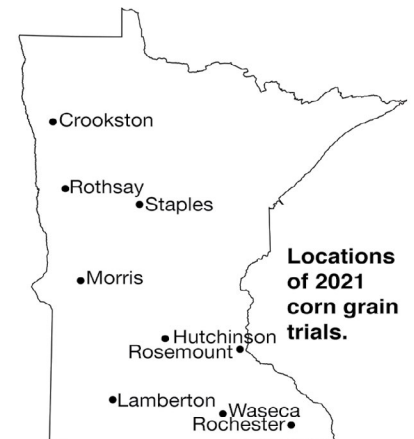 Crookston
Rothsay
Staples
Locations
of 2021
corn grain
trials.
Morris
Hutchinson
Rosemount
Lamberton
Waseca
Rochester